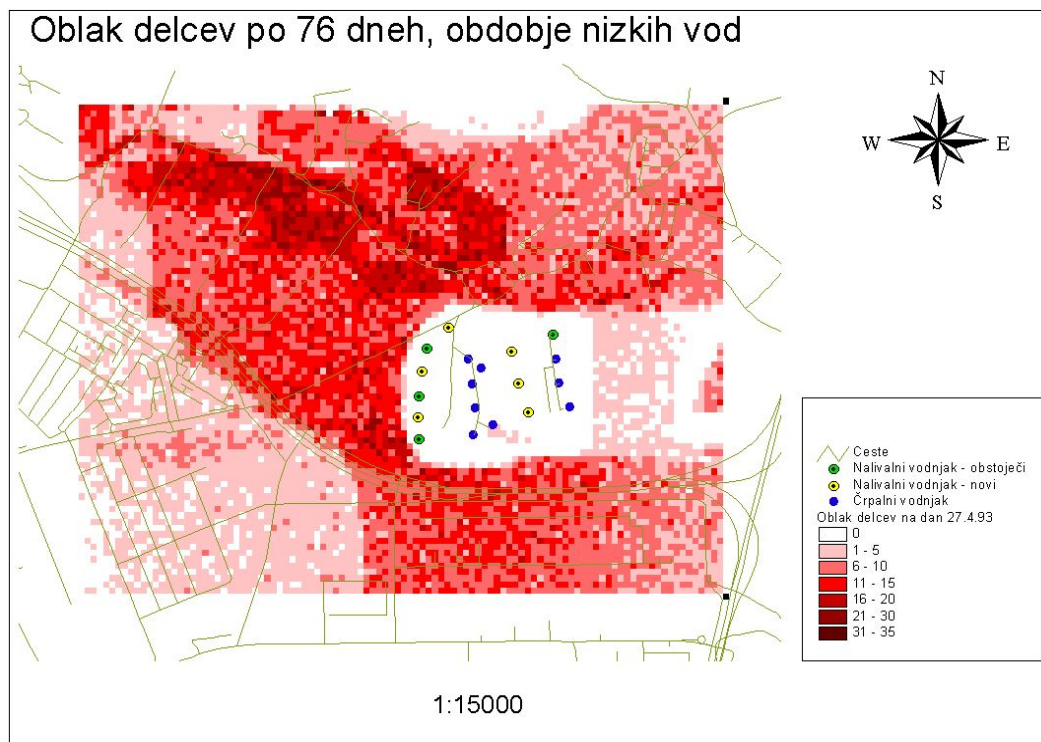 Oblak delcev po 76 dneh, obdobje nizkih vod
N
W
E
S
Ceste
Nalivalni vodnjak - obstoječi
Nalivalni vodnjak - novi
Črpalni vodnjak
Oblak delcev na dan 27.4.93
0
1 - 5
6 - 10
11 - 15
16 - 20
21 - 30
31 - 35
1:15000